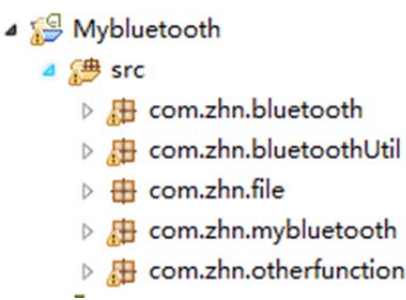 Mybluetooth
src
com.zhn.bluetooth
com.zhn.bluetoothUtil
com.zhn.file
com.zhn.mybluetooth
com.zhn.otherfunction